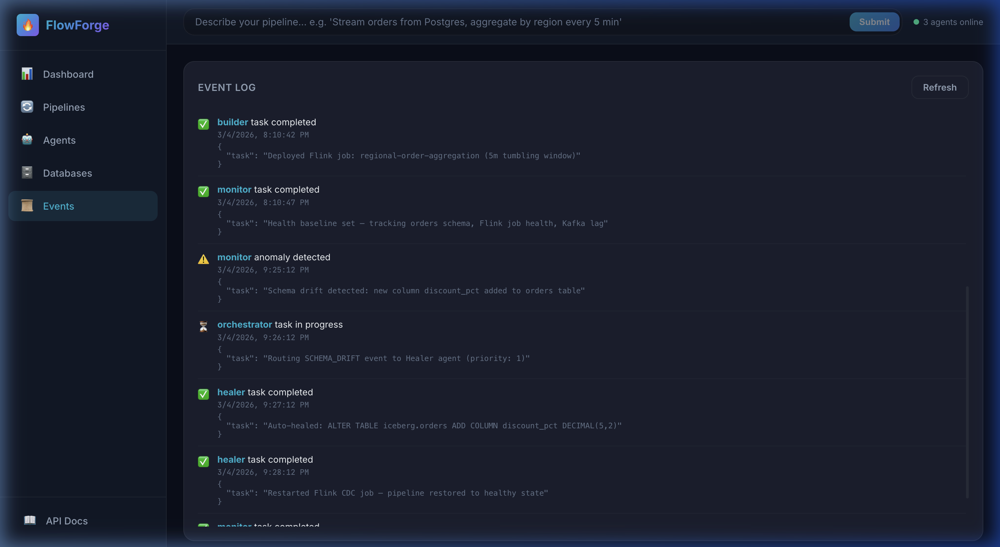 FlowForge
Describe your pipeline... e.g. 'Stream orders from Postgres, aggregate by region every 5 min'
Submit
3 agents online
Dashboard
Pipelines
Agents
Databases
Events
API Docs
EVENT LOG
Refresh
builder task completed
3/4/2026, 8:10:42 PM
{
"task": "Deployed Flink job: regional-order-aggregation (5m tumbling window)"
}
monitor task completed
3/4/2026, 8:10:47 PM
{
"task": "Health baseline set — tracking orders schema, Flink job health, Kafka lag"
}
monitor anomaly detected
3/4/2026, 9:25:12 PM
{
"task": "Schema drift detected: new column discount_pct added to orders table"
}
orchestrator task in progress
3/4/2026, 9:26:12 PM
{
"task": "Routing SCHEMA_DRIFT event to Healer agent (priority: 1)"
}
healer task completed
3/4/2026, 9:27:12 PM
{
"task": "Auto-healed: ALTER TABLE iceberg.orders ADD COLUMN discount_pct DECIMAL(5,2)"
}
healer task completed
3/4/2026, 9:28:12 PM
{
"task": "Restarted Flink CDC job — pipeline restored to healthy state"
}
monitor task completed